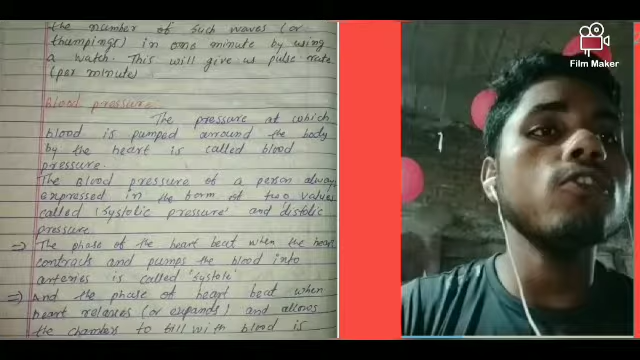 the number of such waves (or
thumpings) in one minute by using
a watch. This will give us pulse rate
(per minute)
Blood pressure
The pressure at which
blood is pumped arround the body
by the heart is called blood
pressure.
The Blood pressure of a person alway
expressed in the form of two values
called 'Systolic pressure' and distolic
pressure
⇒ The phase of the heart beat when the hear
contracts and pumps the blood into
arteries is called 'Systole'
⇒ And the phase of heart beat when
heart relaxes (or expands) and allows
the chambers to fill with blood is
Film Maker